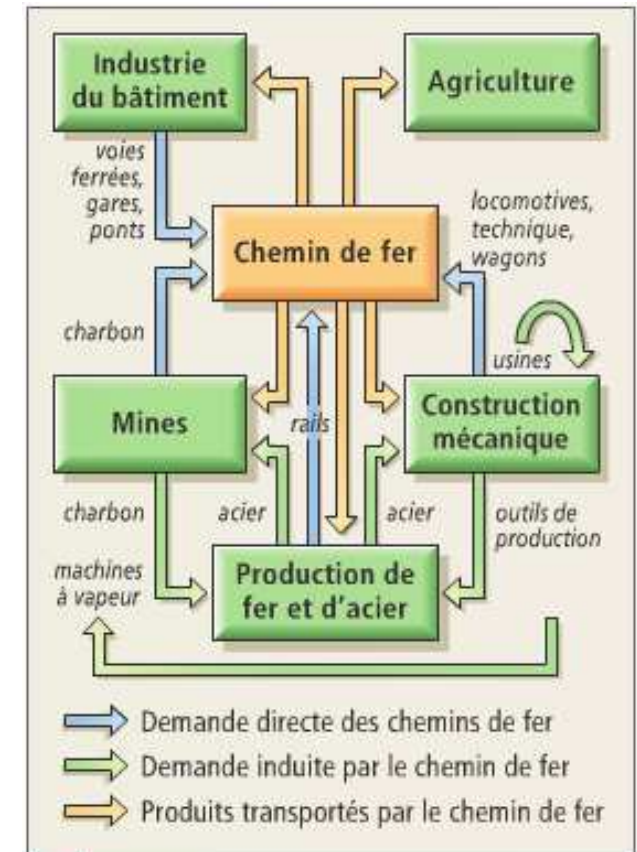 Industrie
du bâtiment
Agriculture
voies
ferrées,
gares,
ponts
locomotives,
technique,
wagons
Chemin de fer
charbon
usines
Mines
rails
Construction
mécanique
charbon
acier
acier
outils de
production
machines
à vapeur
Production de
fer et d'acier
Demande directe des chemins de fer
Demande induite par le chemin de fer
Produits transportés par le chemin de fer